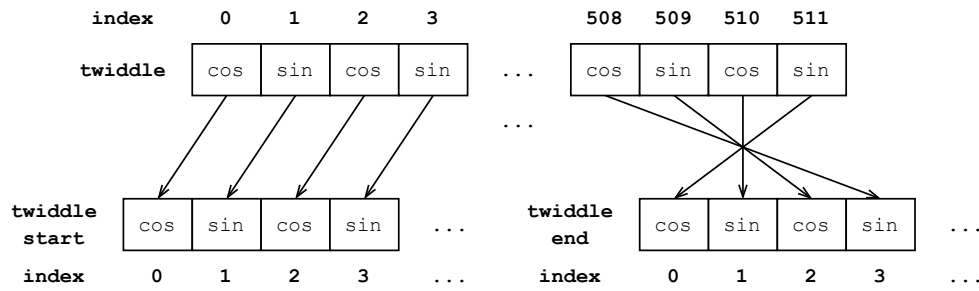 index 0 1 2 3 508 509 510 511
twiddle cos sin cos sin ... cos sin cos sin
...
twiddle start cos sin cos sin ... twiddle end cos sin cos sin ...
index 0 1 2 3 ... index 0 1 2 3 ...